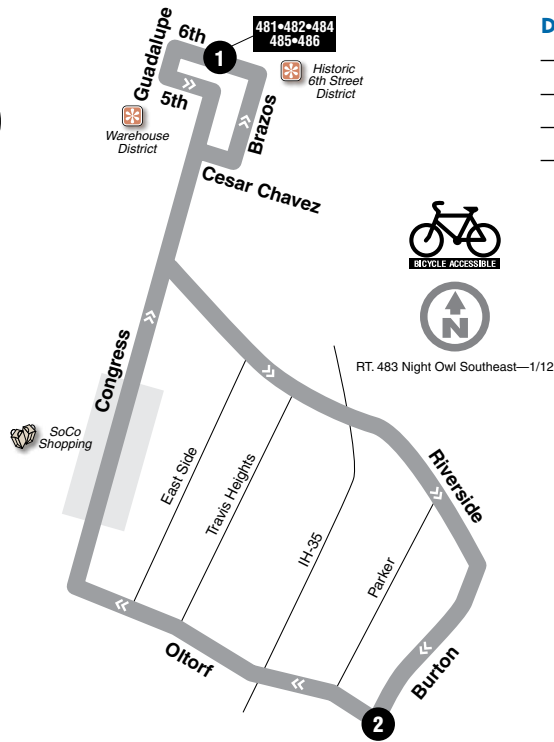 481•482•484
485•486
6th
1
Guadalupe
5th
Historic
6th Street
District
Brazos
Warehouse
District
Cesar Chavez
D
BICYCLE ACCESSIBLE
N
RT. 483 Night Owl Southeast—1/12
Congress
SoCo
Shopping
East Side
Travis Heights
IH-35
Parker
Riverside
Oltorf
Burton
2